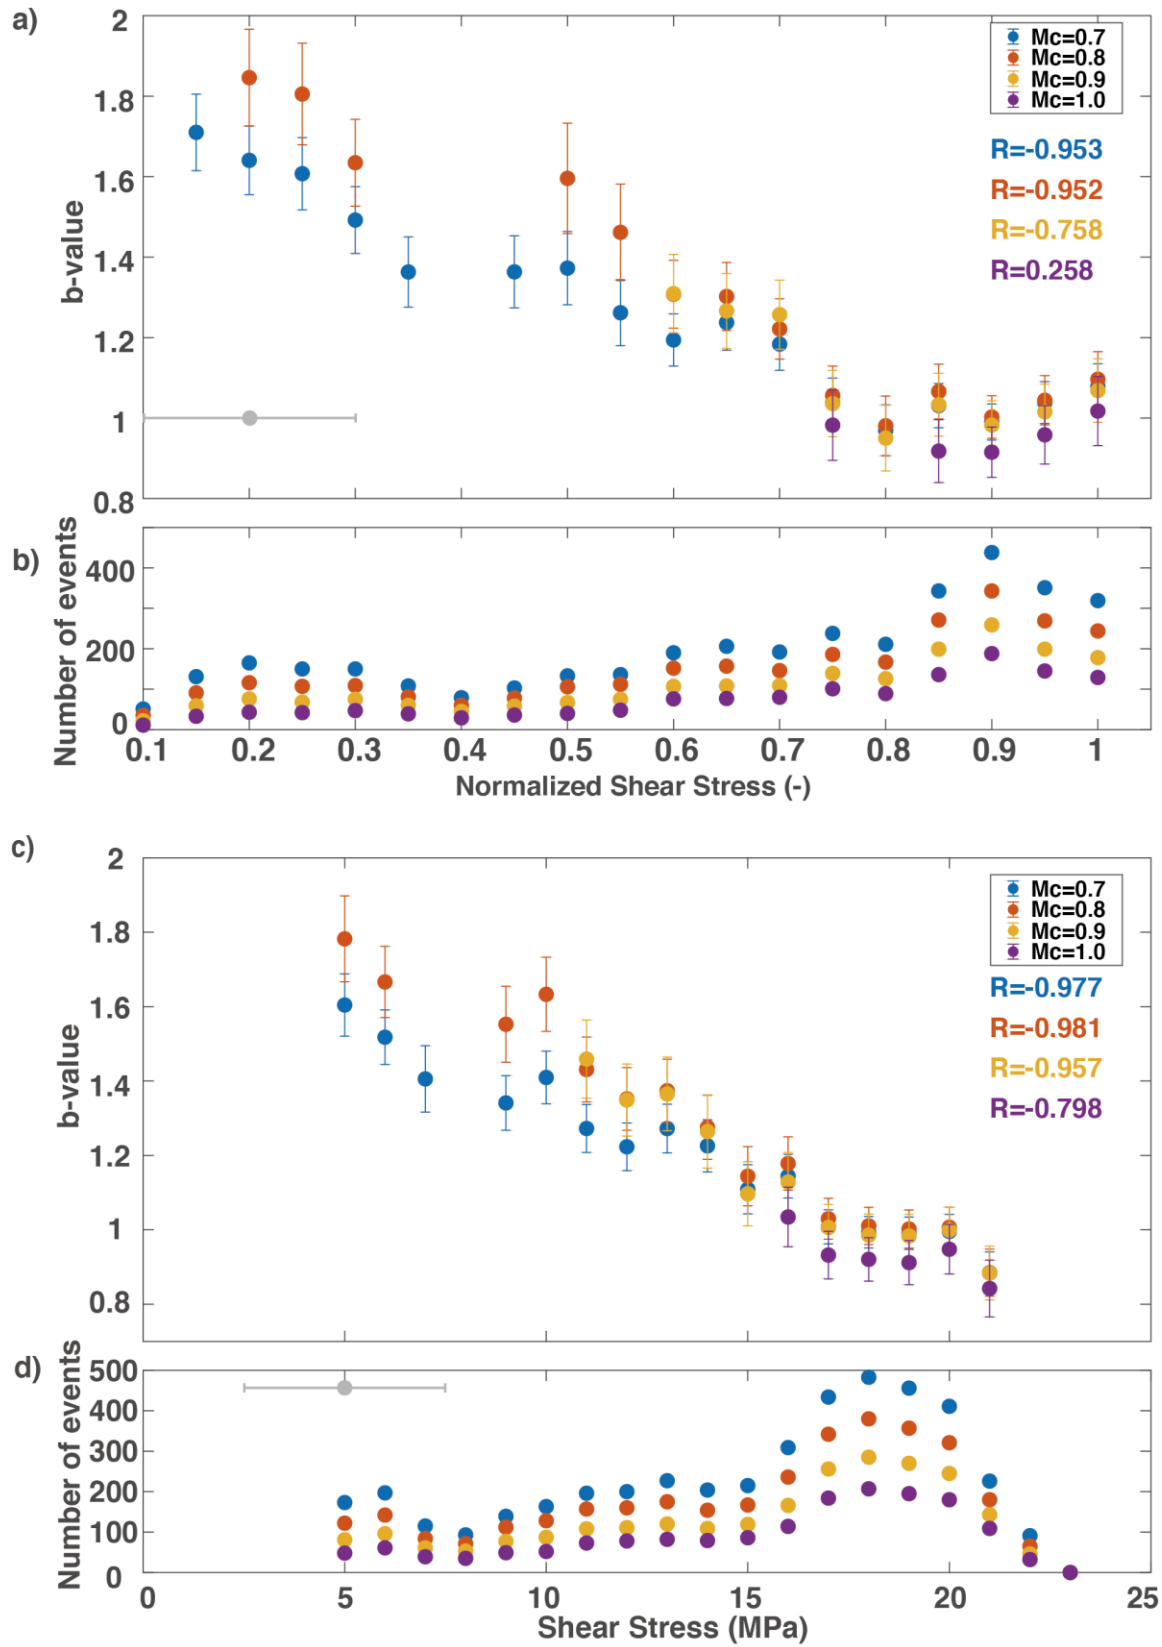 a)
2
1.8
1.6
1.4
1.2
1
0.8
b-value
Mc=0.7
Mc=0.8
Mc=0.9
Mc=1.0
R=-0.953
R=-0.952
R=-0.758
R=0.258
b)
400
200
0
Number of events
0.1 0.2 0.3 0.4 0.5 0.6 0.7 0.8 0.9 1
Normalized Shear Stress (-)
c)
2
1.8
1.6
1.4
1.2
1
0.8
b-value
Mc=0.7
Mc=0.8
Mc=0.9
Mc=1.0
R=-0.977
R=-0.981
R=-0.957
R=-0.798
d)
500
400
300
200
100
0
Number of events
0 5 10 15 20 25
Shear Stress (MPa)